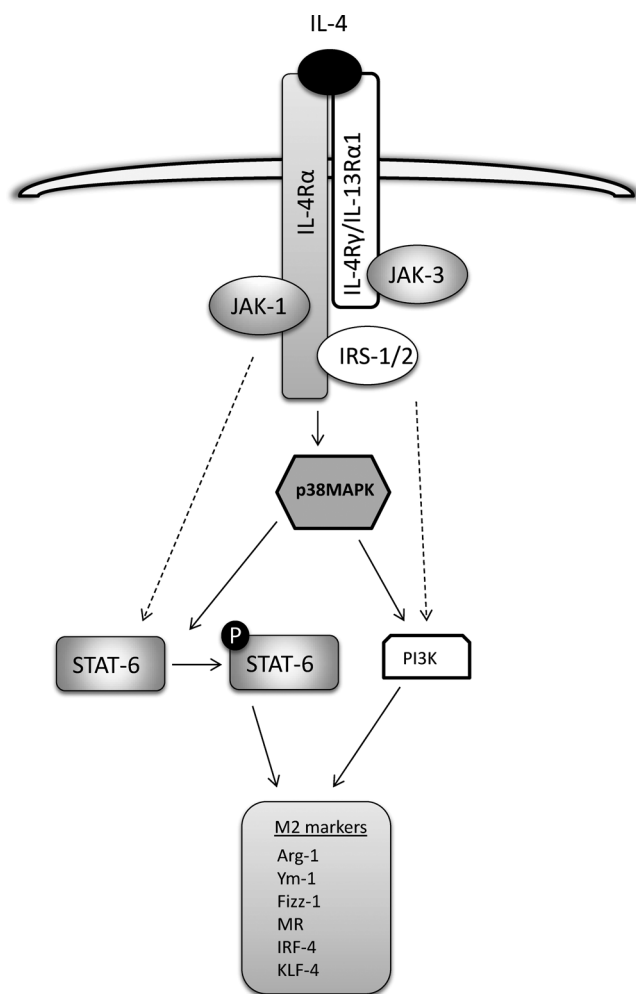 IL-4
IL-4Rα
IL-4Rγ/IL-13Rα1
JAK-1
JAK-3
IRS-1/2
p38MAPK
P
STAT-6
STAT-6
PI3K
M2 markers
Arg-1
Ym-1
Fizz-1
MR
IRF-4
KLF-4